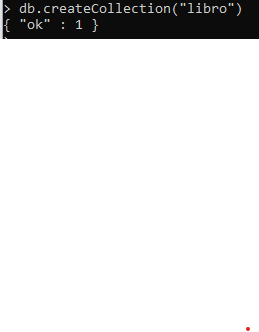 > db.createCollection("libro")
{ "ok" : 1 }